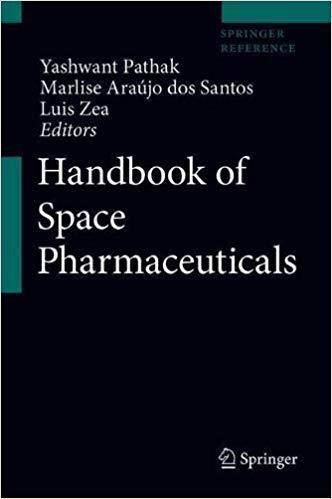 SPRINGER
REFERENCE
Yashwant Pathak
Marlise Araújo dos Santos
Luis Zea
Editors
Handbook of
Space
Pharmaceuticals
Springer